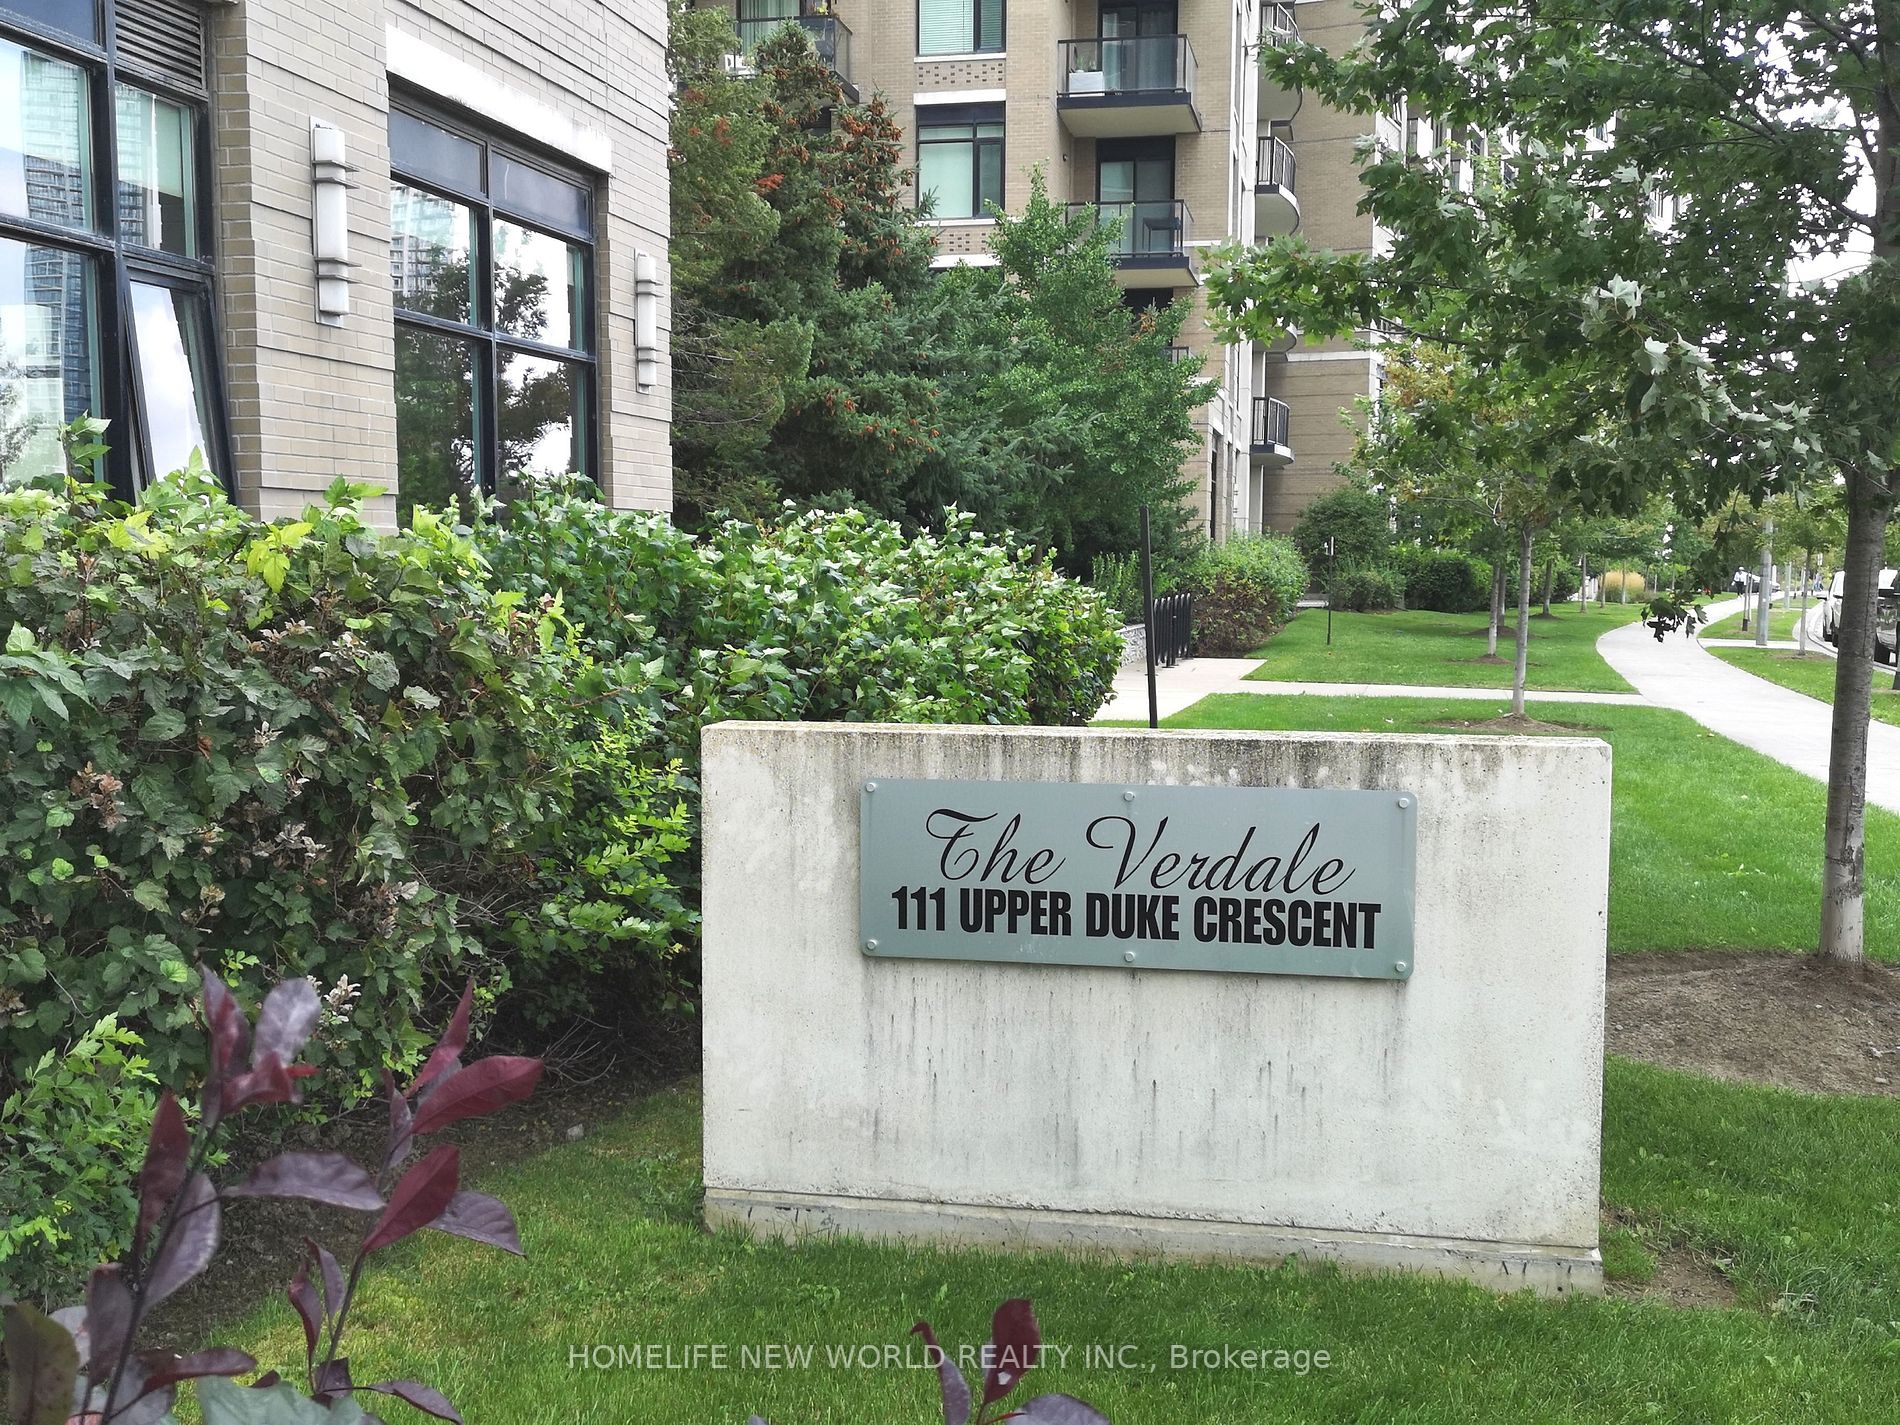 The Verdale
111 UPPER DUKE CRESCENT
HOMELIFE NEW WORLD REALTY INC., Brokerage